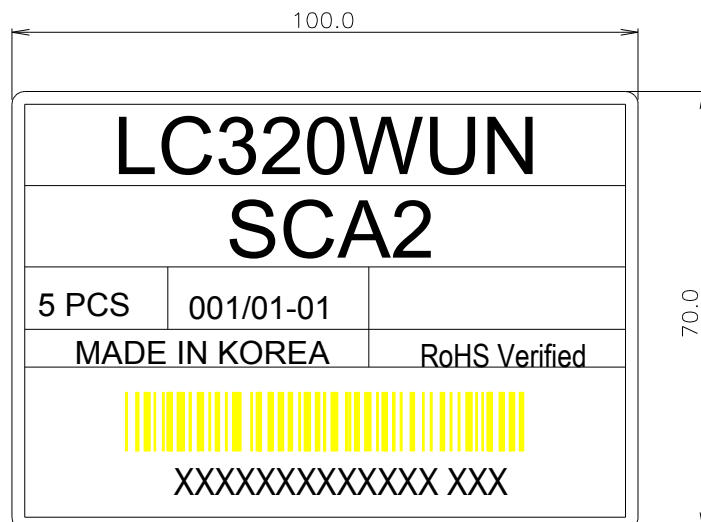 100.0
LC320WUN
SCA2
70.0
5 PCS 001/01-01
MADE IN KOREA RoHS Verified
XXXXXXXXXXXXX XXX